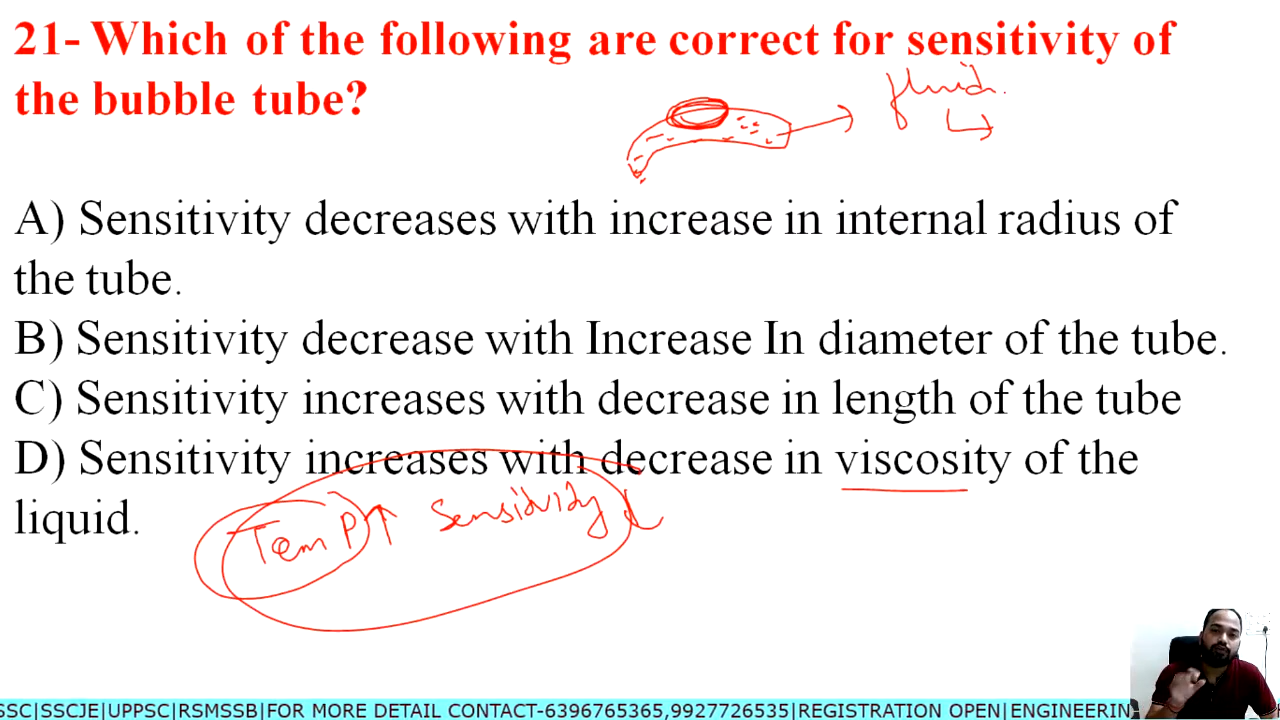 21- Which of the following are correct for sensitivity of
the bubble tube?
fluid.
A) Sensitivity decreases with increase in internal radius of
the tube.
B) Sensitivity decrease with Increase In diameter of the tube.
C) Sensitivity increases with decrease in length of the tube
D) Sensitivity increases with decrease in viscosity of the
liquid.
Temp ↑ Sensitivity ↓
SSC|SSCJE|UPPSC|RSMSSB|FOR MORE DETAIL CONTACT-6396765365,9927726535|REGISTRATION OPEN|ENGINEERIN